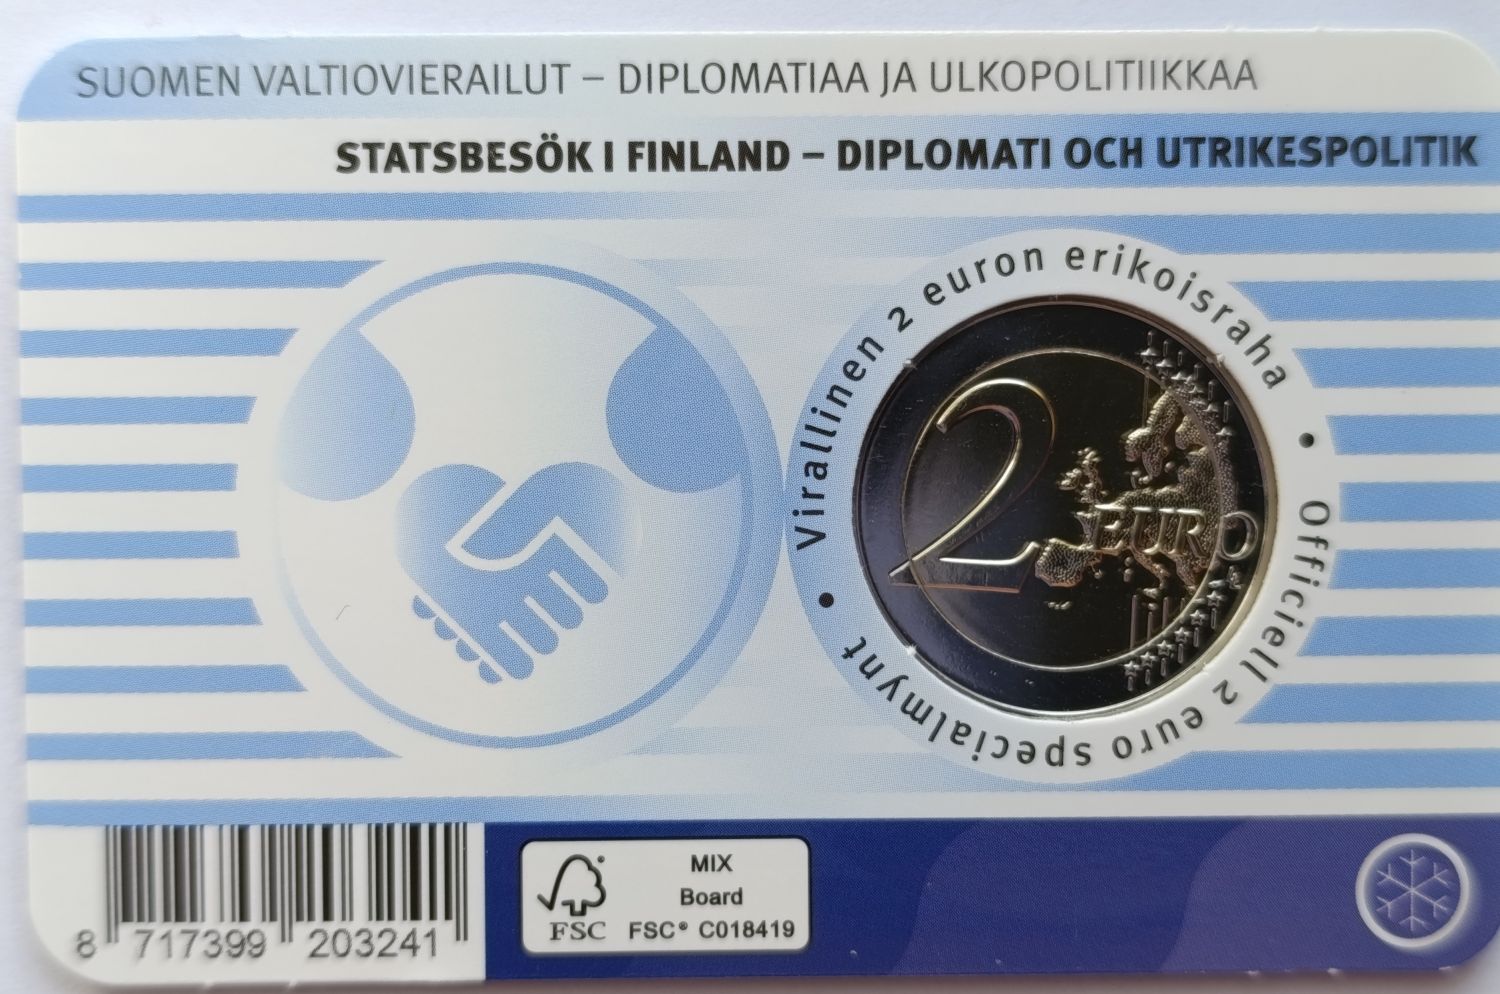 SUOMEN VALTIOVIERAILUT – DIPLOMATIAA JA ULKOPOLITIIKKAA
STATSBESÖK I FINLAND – DIPLOMATI OCH UTRIKESPOLITIK
Virallinen 2 euron erikoisraha • Officiell 2 euro specialmynt •
2 EURO
MIX
Board
FSC
FSC® C018419
8 717399 203241